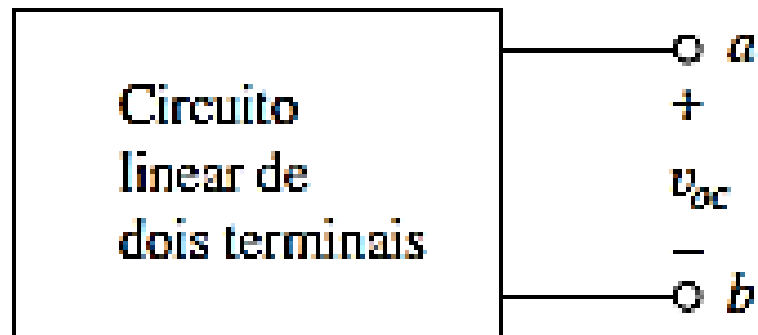 Circuito
linear de
dois terminais
a
+
v_oc
−
b